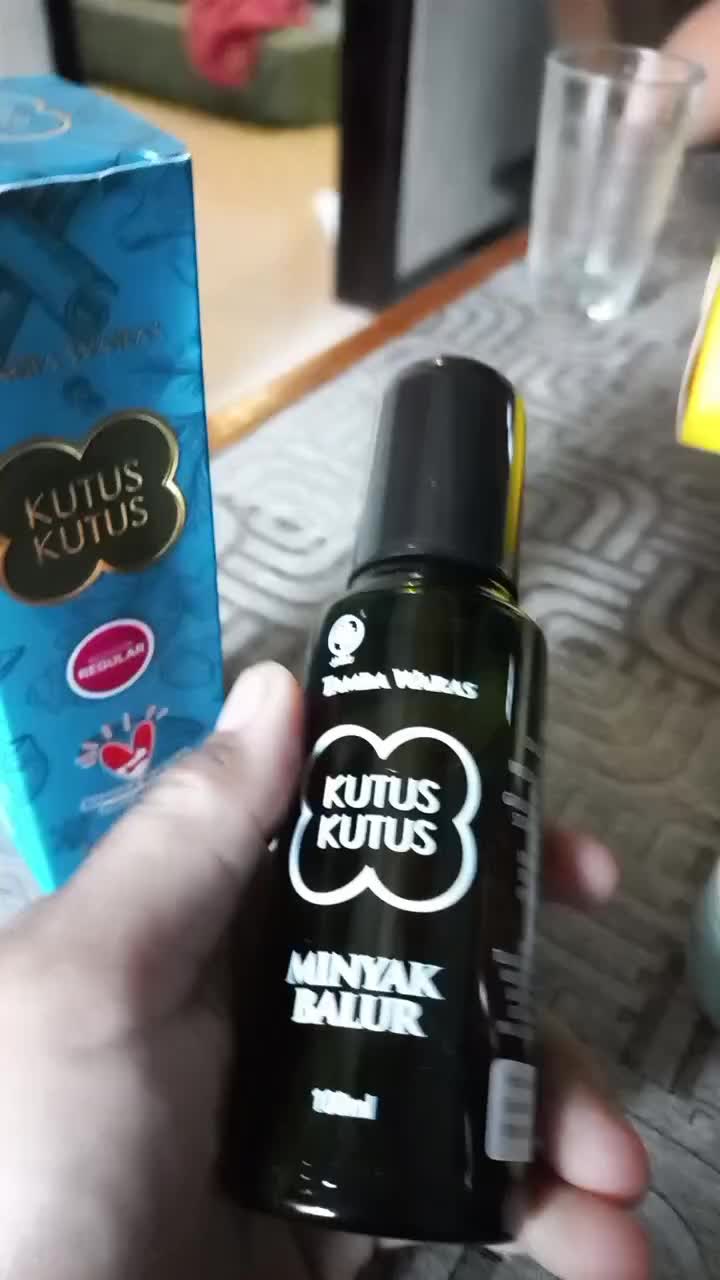 KUTUS
KUTUS
REGULAR
TAMBA WARAS
KUTUS
KUTUS
MINYAK
BALUR
100ml